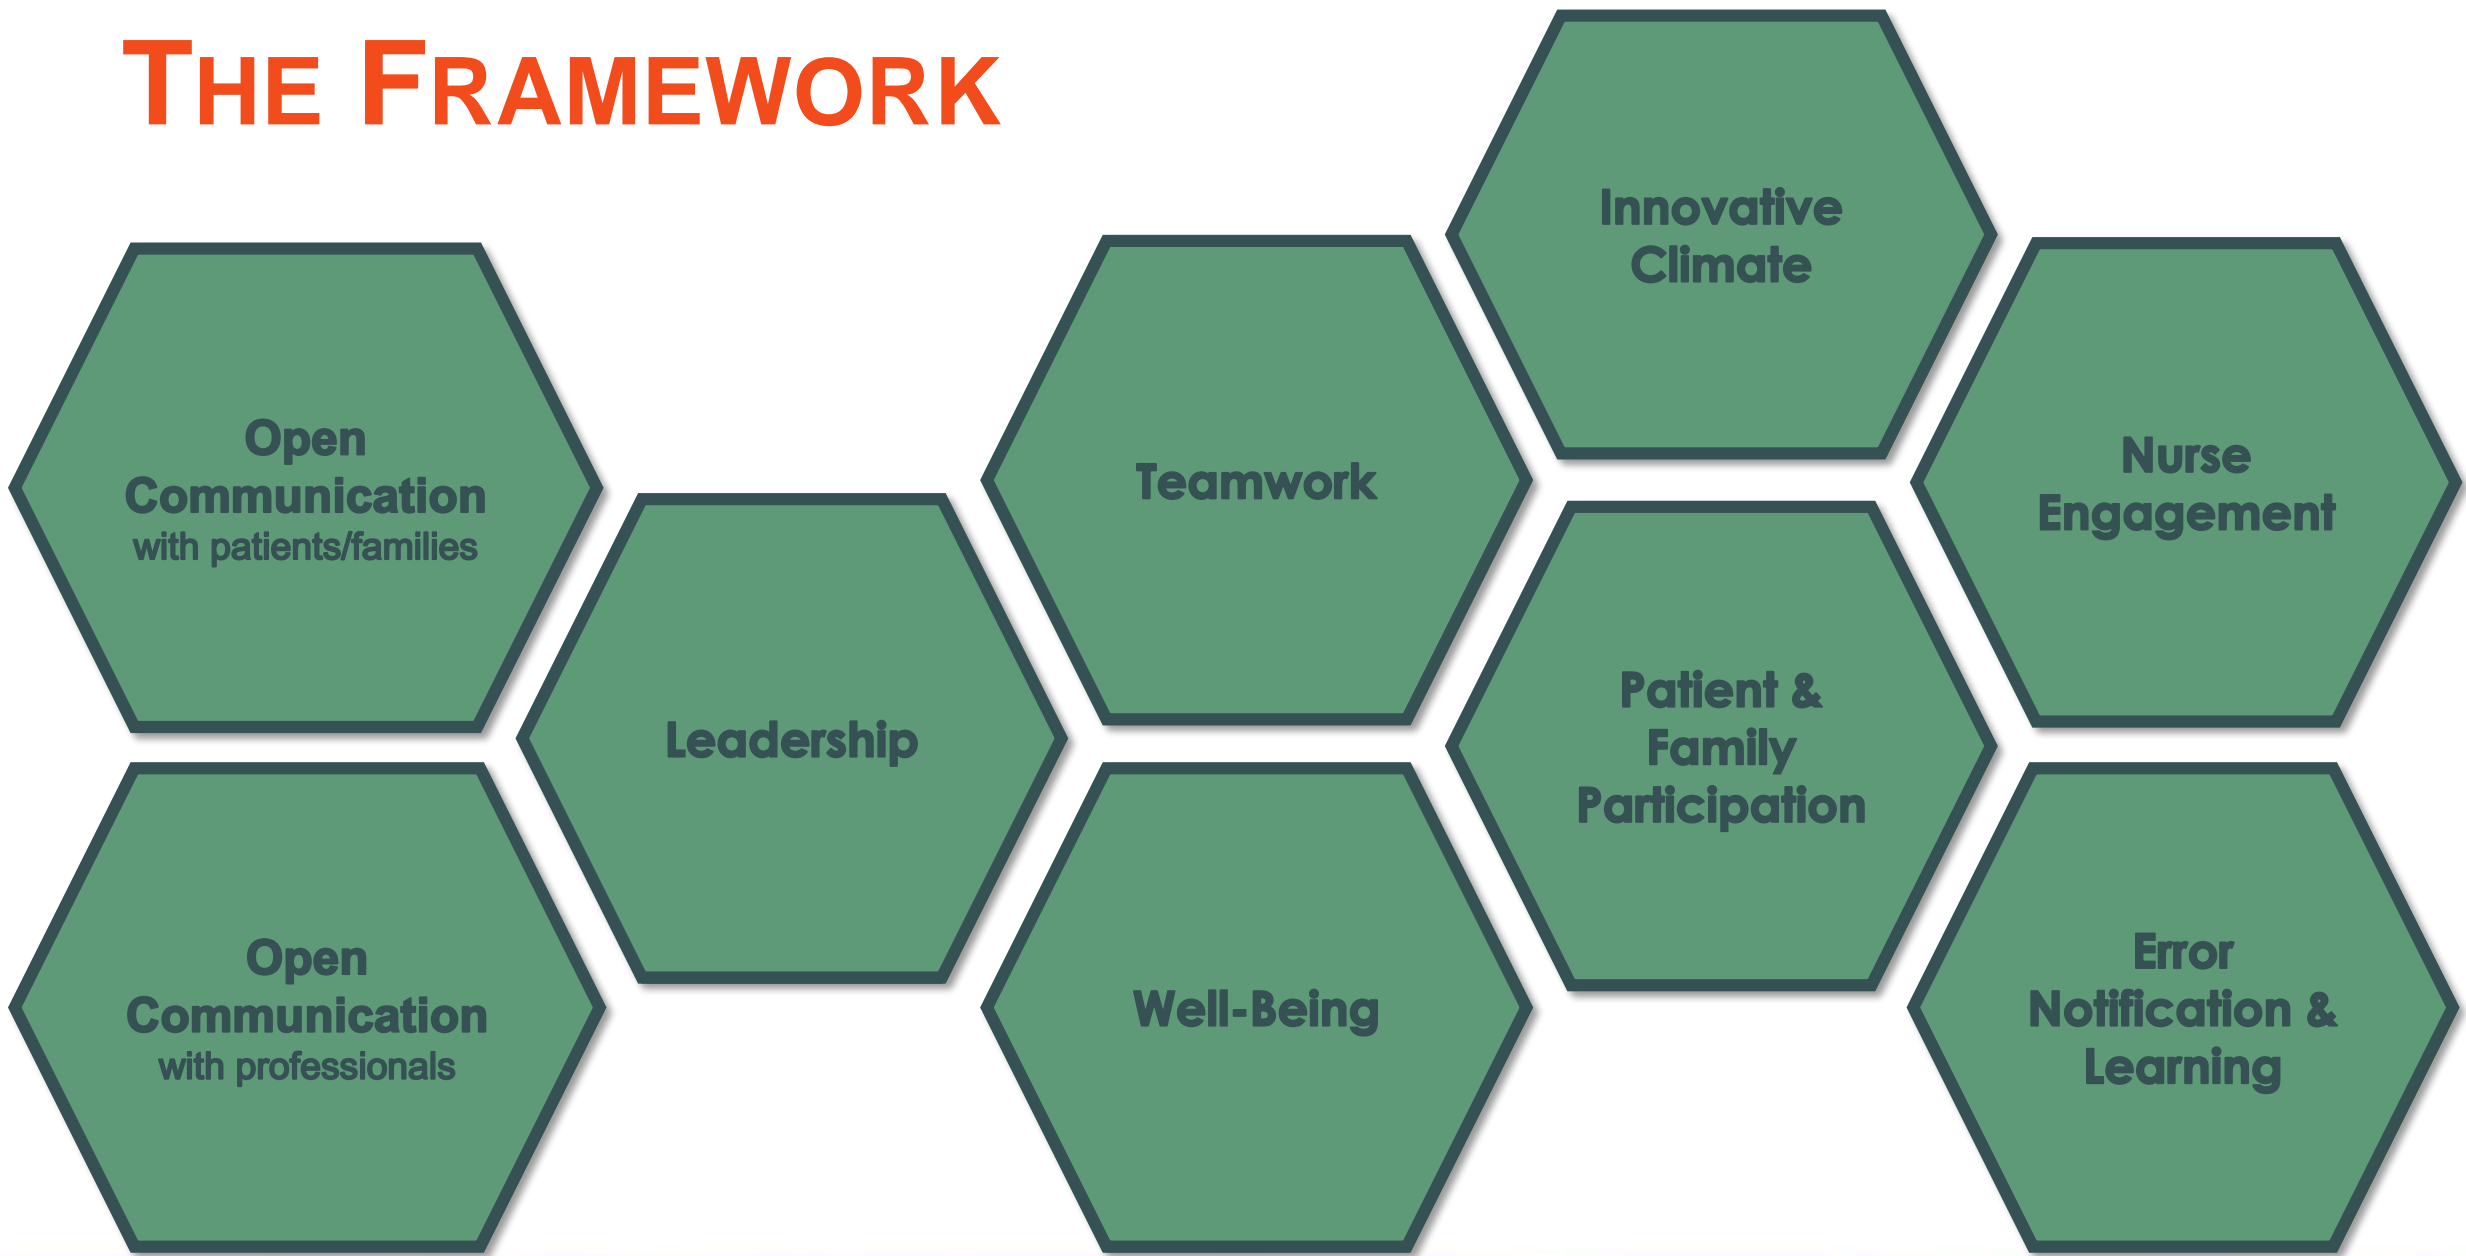 THE FRAMEWORK
Open
Communication
with patients/families
Open
Communication
with professionals
Leadership
Teamwork
Well-Being
Innovative
Climate
Patient &
Family
Participation
Nurse
Engagement
Error
Notification &
Learning